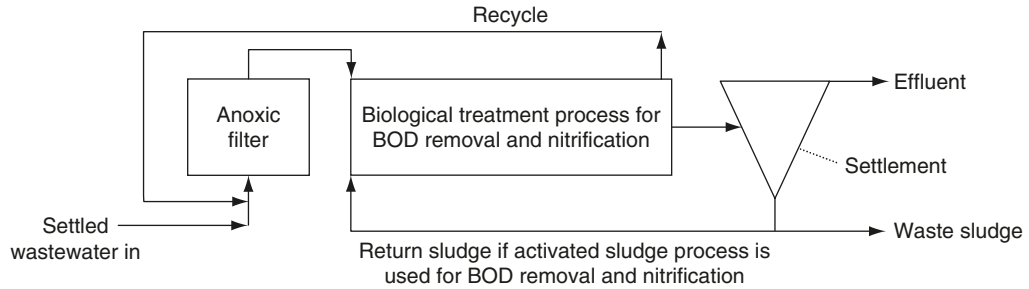 Recycle
Anoxic
filter
Biological treatment process for
BOD removal and nitrification
Effluent
Settlement
Settled
wastewater in
Return sludge if activated sludge process is
used for BOD removal and nitrification
Waste sludge